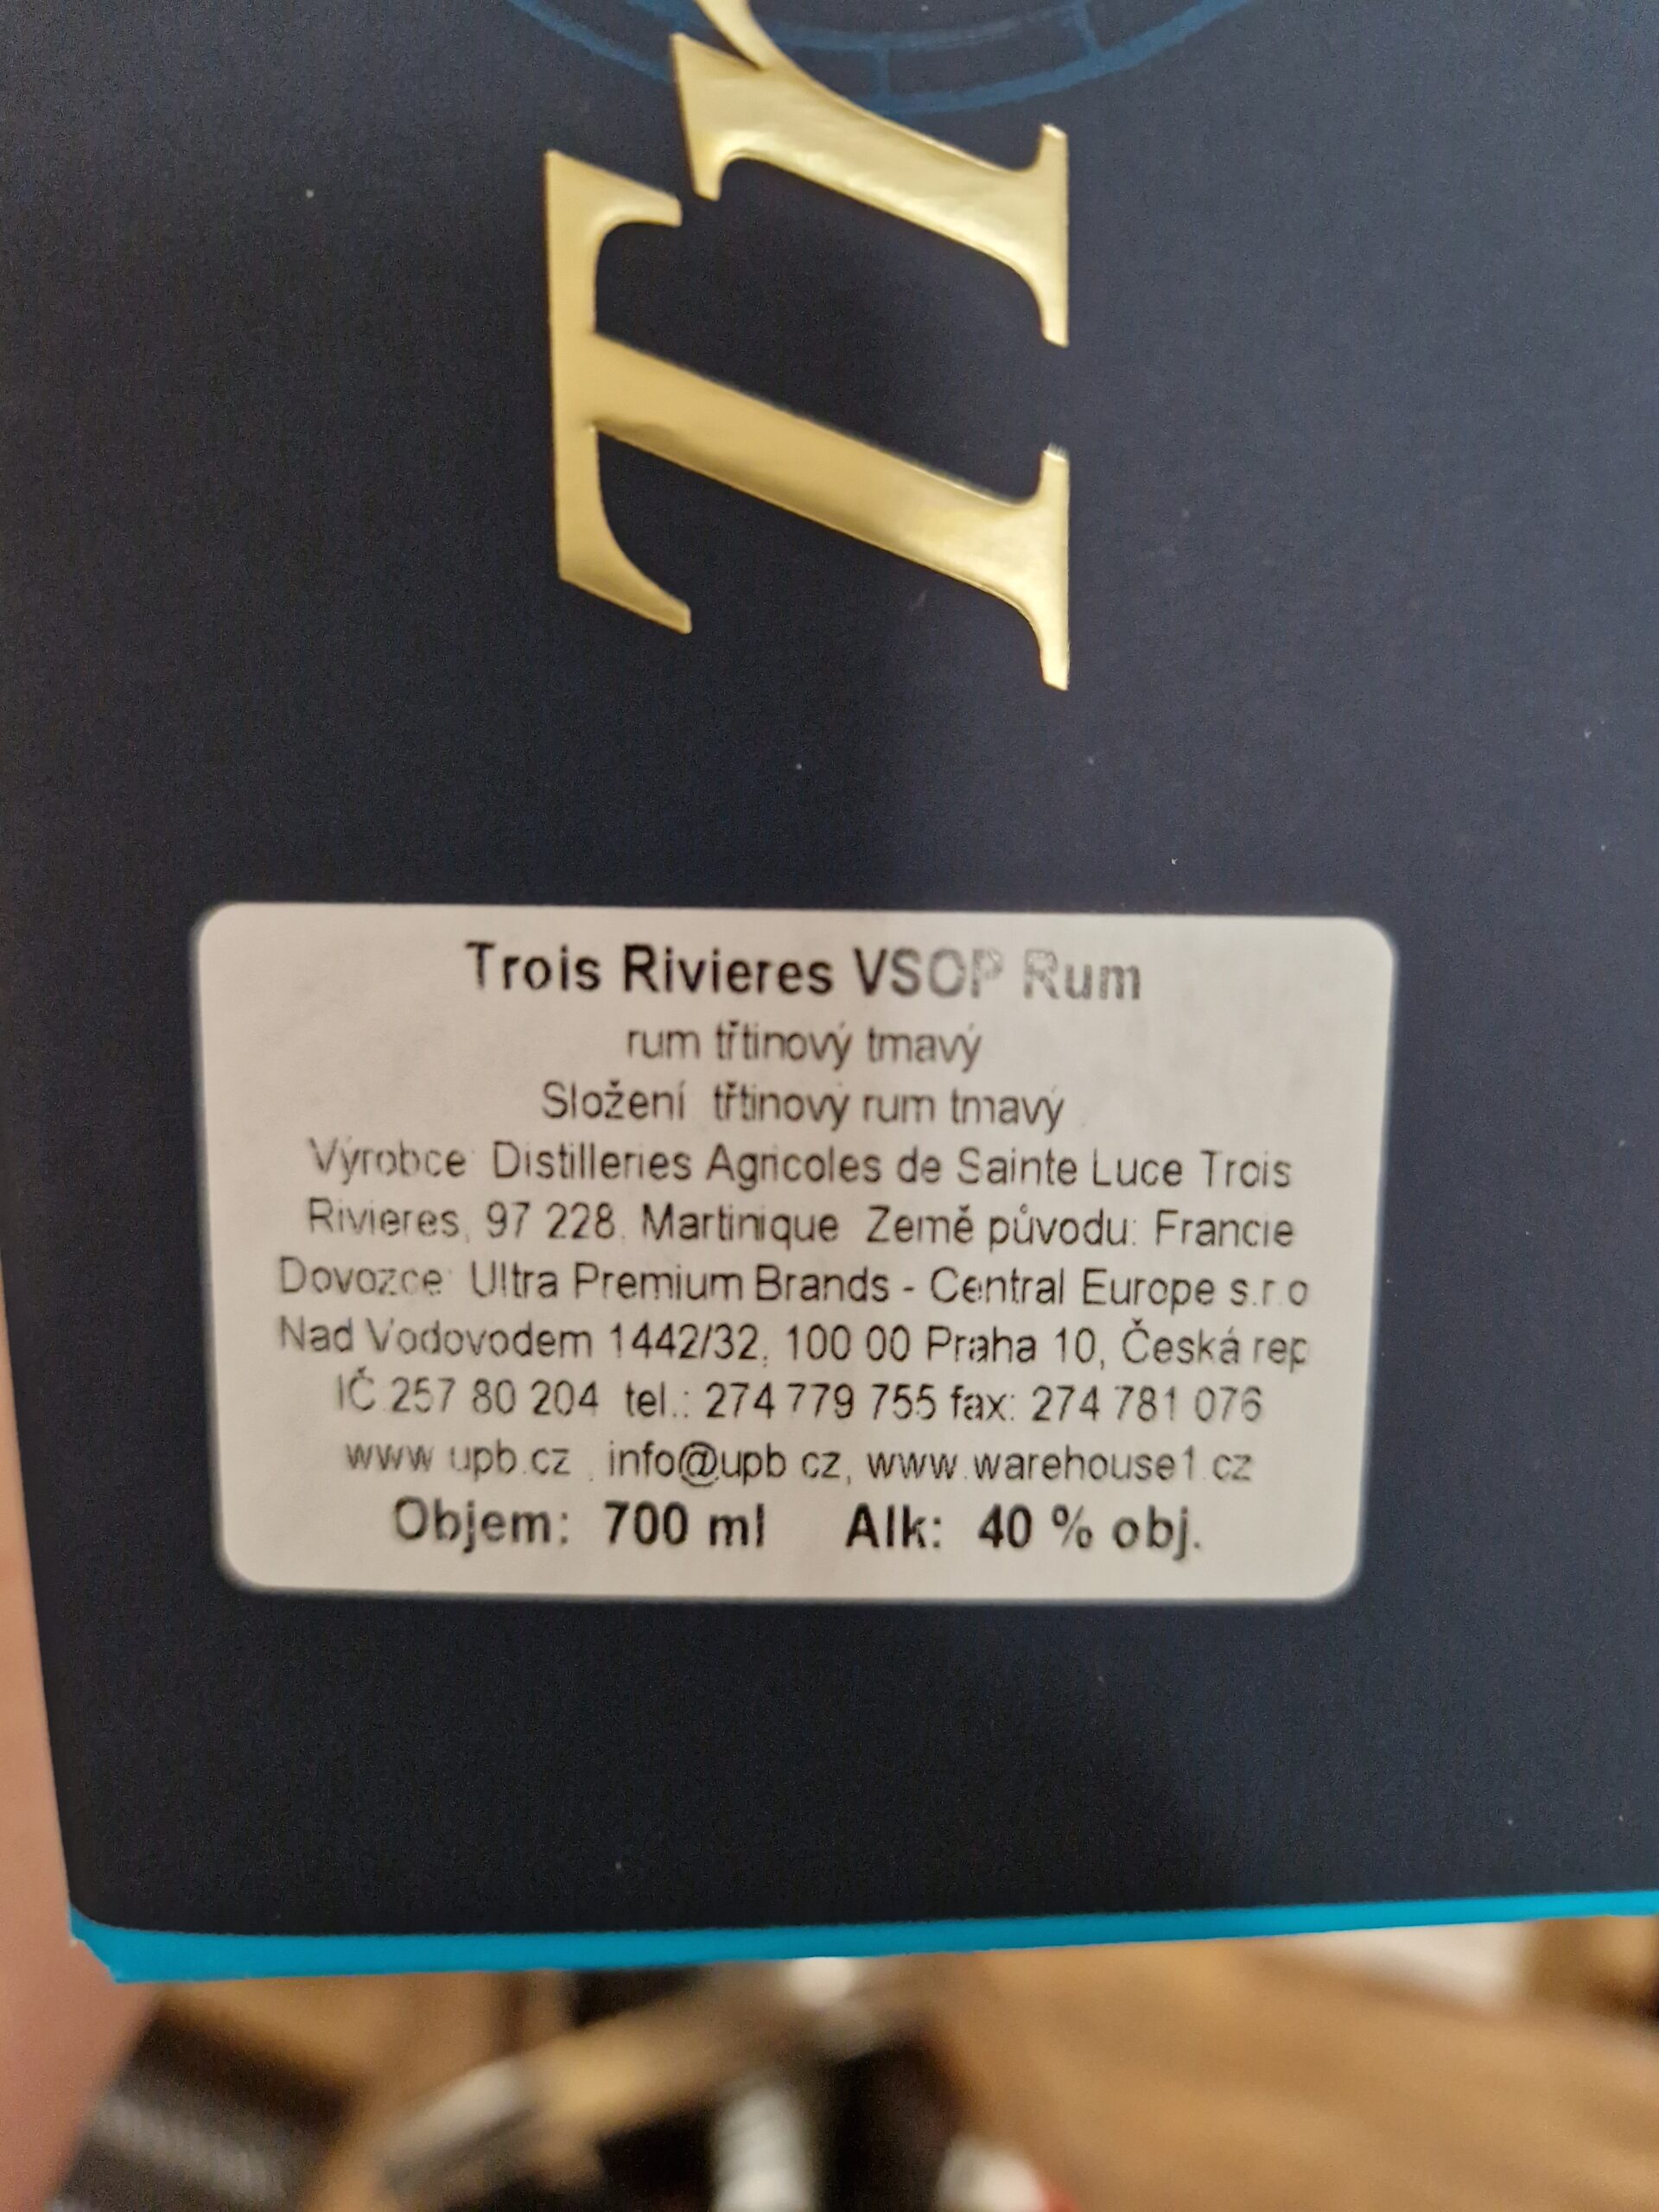 Tr
Trois Rivieres VSOP Rum
rum třtinový tmavý
Složení třtinový rum tmavý
Výrobce: Distilleries Agricoles de Sainte Luce Trois
Rivieres, 97 228. Martinique Země původu: Francie
Dovozce: Ultra Premium Brands - Central Europe s.r.o
Nad Vodovodem 1442/32, 100 00 Praha 10, Česká rep
IČ.257 80 204 tel.: 274 779 755 fax: 274 781 076
www.upb.cz , info@upb.cz, www.warehouse1.cz
Objem: 700 ml Alk: 40 % obj.